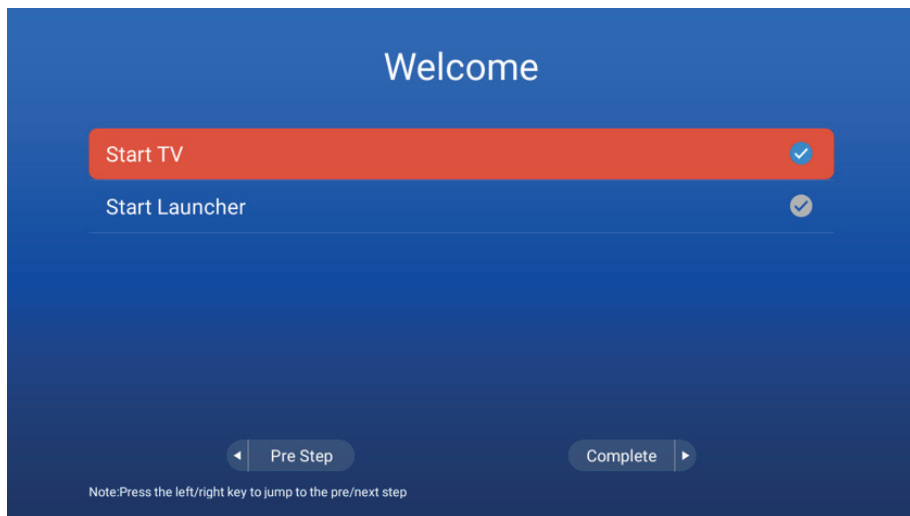 Welcome
Start TV
Start Launcher
Pre Step
Complete
Note:Press the left/right key to jump to the pre/next step